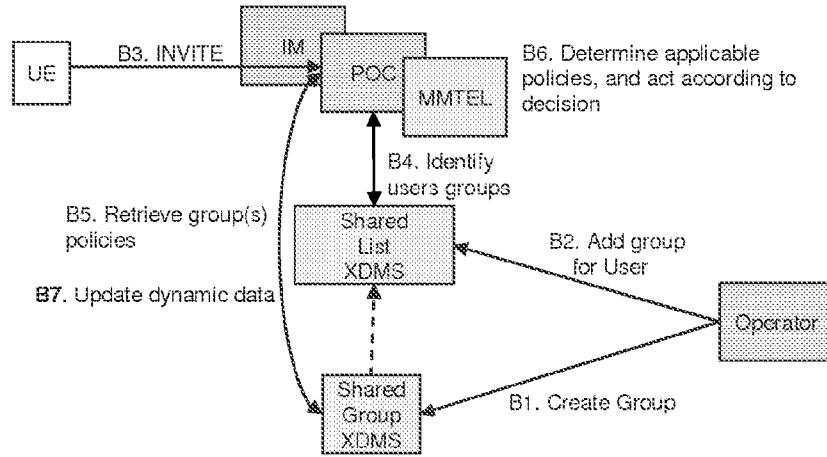 UE
B3. INVITE
IM
POC
MMTEL
B6. Determine applicable
policies, and act according to
decision
B4. Identify
users groups
B5. Retrieve group(s)
policies
B7. Update dynamic data
Shared
List
XDMS
B2. Add group
for User
Operator
Shared
Group
XDMS
B1. Create Group